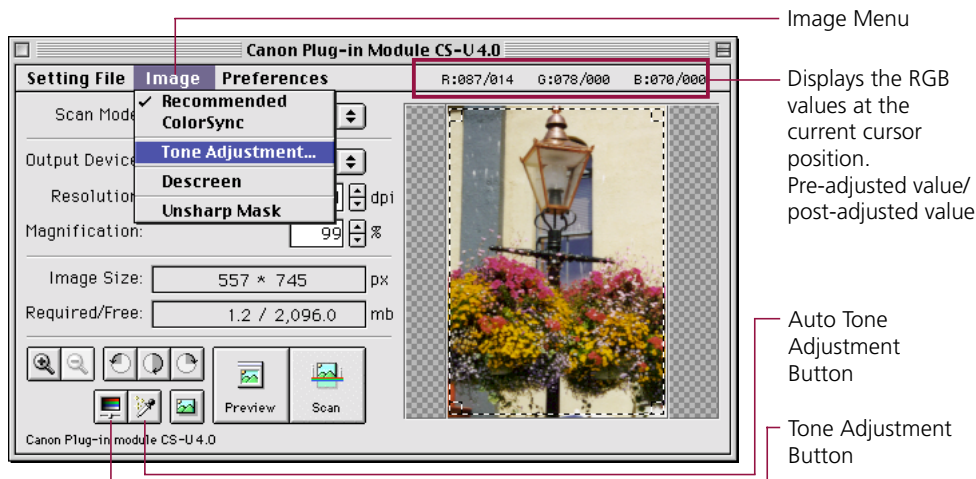 Image Menu
Canon Plug-in Module CS-U 4.0
Setting File Image Preferences R:087/014 G:078/000 B:070/000
Displays the RGB
values at the
current cursor
position.
Pre-adjusted value/
post-adjusted value
Scan Mode
✓ Recommended
ColorSync
Tone Adjustment...
Descreen
Unsharp Mask
Output Device
Resolution dpi
Magnification: 99 %
Image Size: 557 * 745 px
Required/Free: 1.2 / 2,096.0 mb
Auto Tone
Adjustment
Button
Preview Scan
Tone Adjustment
Button
Canon Plug-in module CS-U 4.0